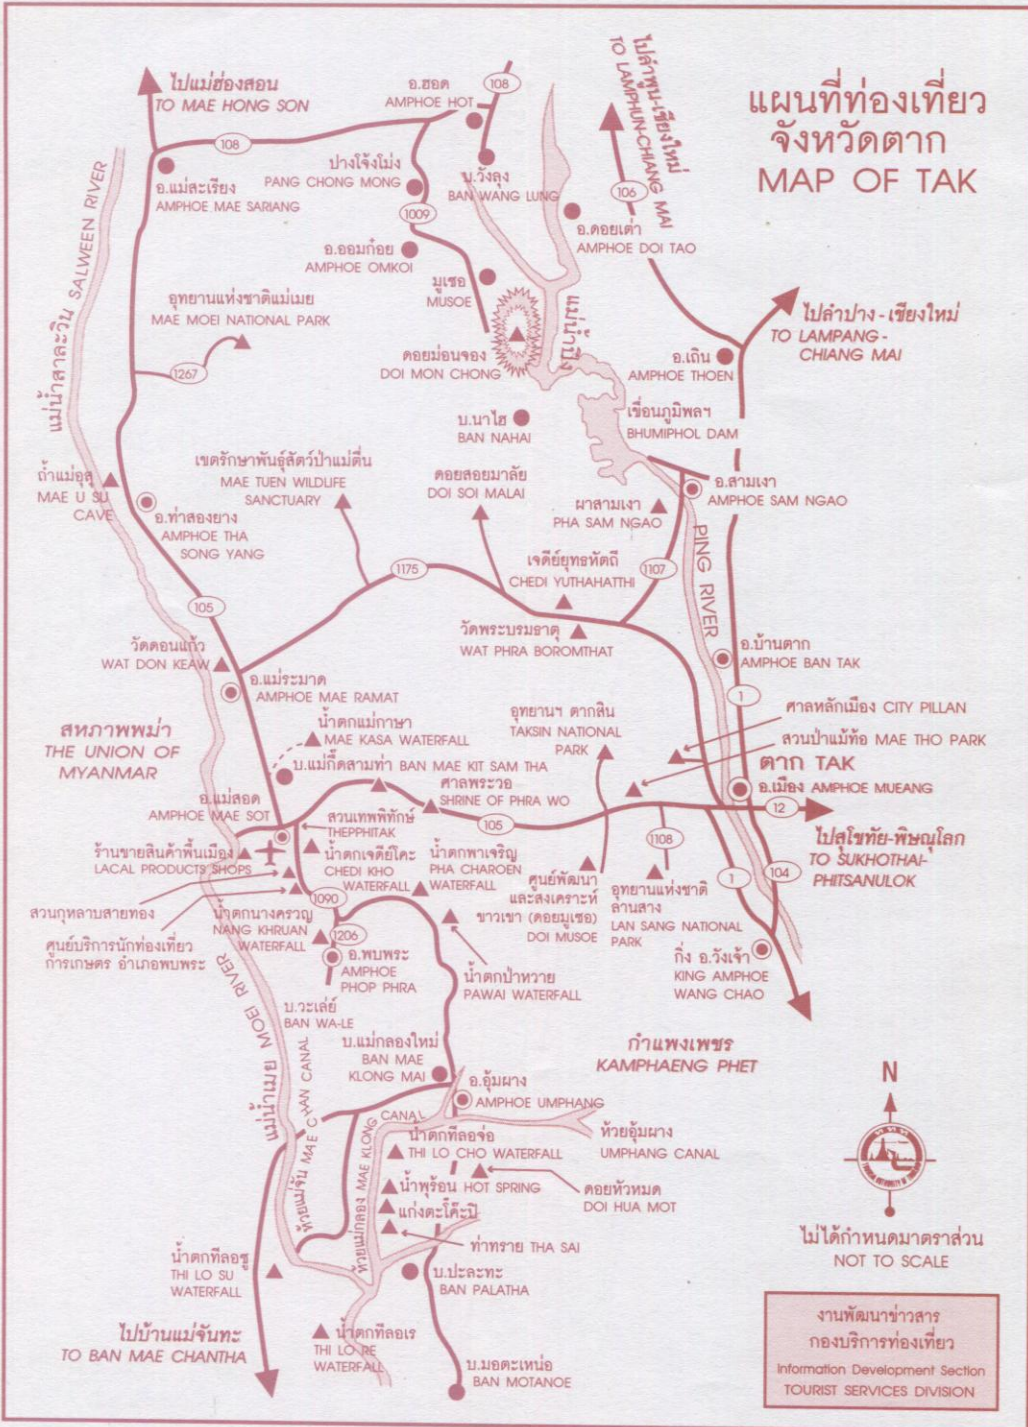 แผนที่ท่องเที่ยว
จังหวัดตาก
MAP OF TAK
ไปแม่ฮ่องสอน
TO MAE HONG SON
อ.ฮอด
AMPHOE HOT
108
ไปลำพูน-เชียงใหม่
TO LAMPHUN-CHIANG MAI
108
106
อ.แม่สะเรียง
AMPHOE MAE SARIANG
ปางโจ้งโม่ง
PANG CHONG MONG
บ.วังลุง
BAN WANG LUNG
1009
อ.ดอยเต่า
AMPHOE DOI TAO
อ.ออมก๋อย
AMPHOE OMKOI
มูเซอ
MUSOE
แม่น้ำสาละวิน SALWEEN RIVER
อุทยานแห่งชาติแม่เมย
MAE MOEI NATIONAL PARK
1267
แม่น้ำปิง
ไปลำปาง - เชียงใหม่
TO LAMPANG -
CHIANG MAI
ดอยม่อนจอง
DOI MON CHONG
อ.เถิน
AMPHOE THOEN
บ.นาไฮ
BAN NAHAI
เขื่อนภูมิพลฯ
BHUMIPHOL DAM
ถ้ำแม่อุสุ
MAE U SU
CAVE
เขตรักษาพันธุ์สัตว์ป่าแม่ตื่น
MAE TUEN WILDLIFE
SANCTUARY
ดอยสอยมาลัย
DOI SOI MALAI
ผาสามเงา
PHA SAM NGAO
อ.สามเงา
AMPHOE SAM NGAO
อ.ท่าสองยาง
AMPHOE THA
SONG YANG
PING RIVER
1175
เจดีย์ยุทธหัตถี
CHEDI YUTHAHATTHI
1107
105
วัดดอนแก้ว
WAT DON KEAW
วัดพระบรมธาตุ
WAT PHRA BOROMTHAT
อ.บ้านตาก
AMPHOE BAN TAK
อ.แม่ระมาด
AMPHOE MAE RAMAT
1
สหภาพพม่า
THE UNION OF
MYANMAR
น้ำตกแม่กาษา
MAE KASA WATERFALL
อุทยานฯ ตากสิน
TAKSIN NATIONAL
PARK
ศาลหลักเมือง CITY PILLAN
สวนป่าแม้ท้อ MAE THO PARK
บ.แม่กื๊ดสามท่า BAN MAE KIT SAM THA
ตาก TAK
อ.เมือง AMPHOE MUEANG
อ.แม่สอด
AMPHOE MAE SOT
ศาลพระวอ
SHRINE OF PHRA WO
12
สวนเทพพิทักษ์
THEPPHITAK
105
1108
ไปสุโขทัย-พิษณุโลก
TO SUKHOTHAI-
PHITSANULOK
ร้านขายสินค้าพื้นเมือง
LACAL PRODUCTS SHOPS
น้ำตกเจดีย์โคะ
CHEDI KHO
WATERFALL
น้ำตกพาเจริญ
PHA CHAROEN
WATERFALL
ศูนย์พัฒนา
และสงเคราะห์
ชาวเขา (ดอยมูเซอ)
DOI MUSOE
อุทยานแห่งชาติ
ลานสาง
LAN SANG NATIONAL
PARK
1
104
สวนกุหลาบสายทอง
1090
น้ำตกนางครวญ
NANG KHRUAN
WATERFALL
ศูนย์บริการนักท่องเที่ยว
การเกษตร อำเภอพบพระ
1206
อ.พบพระ
AMPHOE
PHOP PHRA
น้ำตกป่าหวาย
PAWAI WATERFALL
กิ่ง อ.วังเจ้า
KING AMPHOE
WANG CHAO
แม่น้ำเมย MOEI RIVER
บ.วะเล่ย์
BAN WA-LE
บ.แม่กลองใหม่
BAN MAE
KLONG MAI
กำแพงเพชร
KAMPHAENG PHET
N
อ.อุ้มผาง
AMPHOE UMPHANG
ห้วยแม่จัน MAE CHAN CANAL
ห้วยแม่กลอง MAE KLONG CANAL
น้ำตกทีลอจ่อ
THI LO CHO WATERFALL
ห้วยอุ้มผาง
UMPHANG CANAL
น้ำพุร้อน HOT SPRING
ดอยหัวหมด
DOI HUA MOT
แก่งตะโค๊ะปิ
ท่าทราย THA SAI
ไม่ได้กำหนดมาตราส่วน
NOT TO SCALE
น้ำตกทีลอซู
THI LO SU
WATERFALL
บ.ปะละทะ
BAN PALATHA
ไปบ้านแม่จันทะ
TO BAN MAE CHANTHA
น้ำตกทีลอเร
THI LO RE
WATERFALL
บ.มอตะเหน่อ
BAN MOTANOE
งานพัฒนาข่าวสาร
กองบริการท่องเที่ยว
Information Development Section
TOURIST SERVICES DIVISION